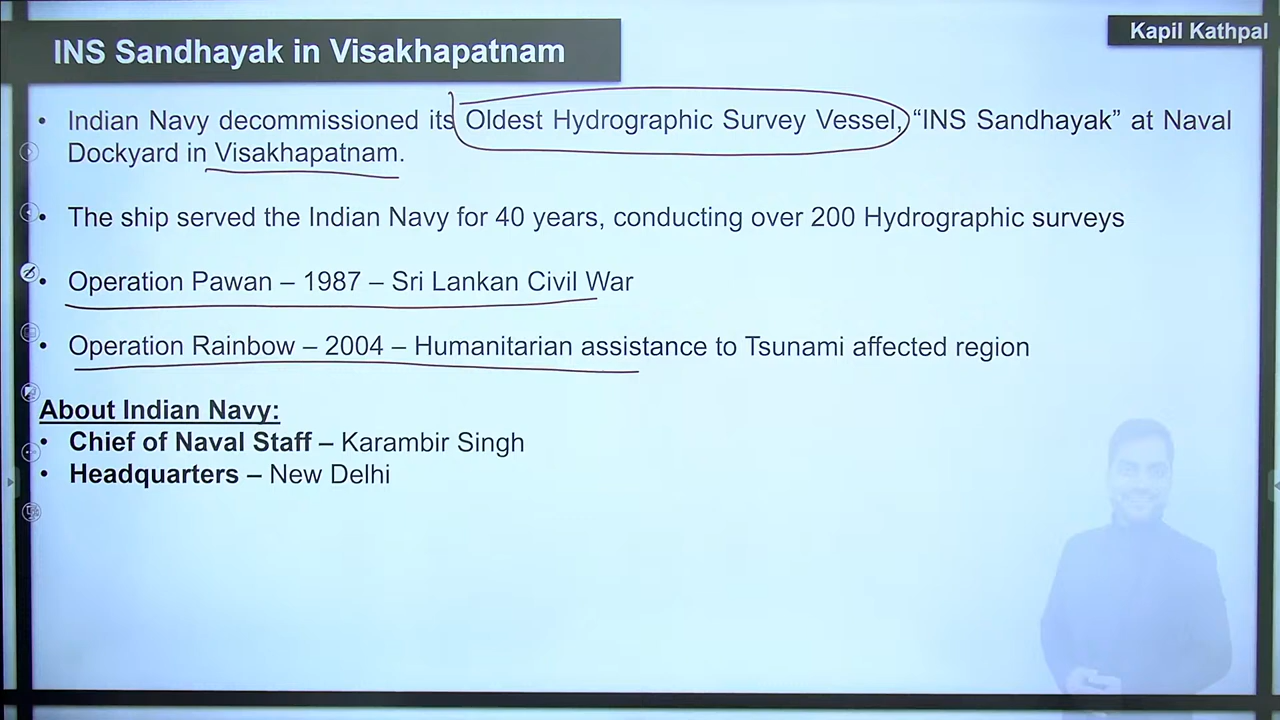 INS Sandhayak in Visakhapatnam
Kapil Kathpal
• Indian Navy decommissioned its Oldest Hydrographic Survey Vessel, “INS Sandhayak” at Naval
Dockyard in Visakhapatnam.
• The ship served the Indian Navy for 40 years, conducting over 200 Hydrographic surveys
• Operation Pawan – 1987 – Sri Lankan Civil War
• Operation Rainbow – 2004 – Humanitarian assistance to Tsunami affected region
About Indian Navy:
• Chief of Naval Staff – Karambir Singh
• Headquarters – New Delhi